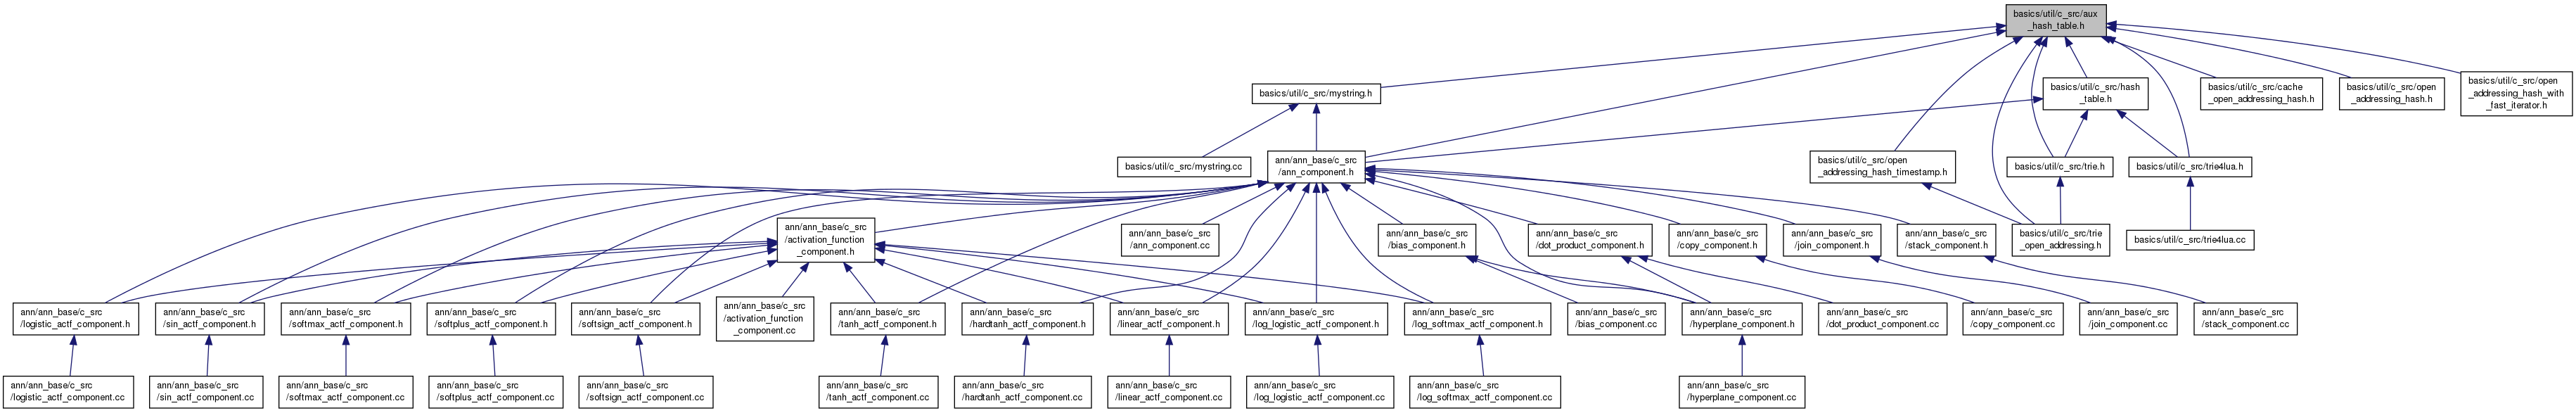 basics/util/c_src/aux
_hash_table.h
basics/util/c_src/mystring.h
basics/util/c_src/hash
_table.h
basics/util/c_src/cache
_open_addressing_hash.h
basics/util/c_src/open
_addressing_hash.h
basics/util/c_src/open
_addressing_hash_with
_fast_iterator.h
basics/util/c_src/mystring.cc
ann/ann_base/c_src
/ann_component.h
basics/util/c_src/open
_addressing_hash_timestamp.h
basics/util/c_src/trie.h
basics/util/c_src/trie4lua.h
ann/ann_base/c_src
/activation_function
_component.h
ann/ann_base/c_src
/ann_component.cc
ann/ann_base/c_src
/bias_component.h
ann/ann_base/c_src
/dot_product_component.h
ann/ann_base/c_src
/copy_component.h
ann/ann_base/c_src
/join_component.h
ann/ann_base/c_src
/stack_component.h
basics/util/c_src/trie
_open_addressing.h
basics/util/c_src/trie4lua.cc
ann/ann_base/c_src
/logistic_actf_component.h
ann/ann_base/c_src
/sin_actf_component.h
ann/ann_base/c_src
/softmax_actf_component.h
ann/ann_base/c_src
/softplus_actf_component.h
ann/ann_base/c_src
/softsign_actf_component.h
ann/ann_base/c_src
/activation_function
_component.cc
ann/ann_base/c_src
/tanh_actf_component.h
ann/ann_base/c_src
/hardtanh_actf_component.h
ann/ann_base/c_src
/linear_actf_component.h
ann/ann_base/c_src
/log_logistic_actf_component.h
ann/ann_base/c_src
/log_softmax_actf_component.h
ann/ann_base/c_src
/bias_component.cc
ann/ann_base/c_src
/hyperplane_component.h
ann/ann_base/c_src
/dot_product_component.cc
ann/ann_base/c_src
/copy_component.cc
ann/ann_base/c_src
/join_component.cc
ann/ann_base/c_src
/stack_component.cc
ann/ann_base/c_src
/logistic_actf_component.cc
ann/ann_base/c_src
/sin_actf_component.cc
ann/ann_base/c_src
/softmax_actf_component.cc
ann/ann_base/c_src
/softplus_actf_component.cc
ann/ann_base/c_src
/softsign_actf_component.cc
ann/ann_base/c_src
/tanh_actf_component.cc
ann/ann_base/c_src
/hardtanh_actf_component.cc
ann/ann_base/c_src
/linear_actf_component.cc
ann/ann_base/c_src
/log_logistic_actf_component.cc
ann/ann_base/c_src
/log_softmax_actf_component.cc
ann/ann_base/c_src
/hyperplane_component.cc